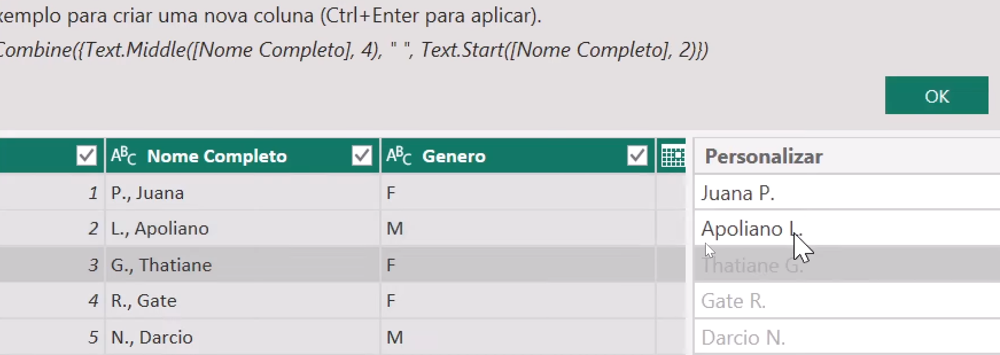 xemplo para criar uma nova coluna (Ctrl+Enter para aplicar).
Combine({Text.Middle([Nome Completo], 4), " ", Text.Start([Nome Completo], 2)})
OK
ABC Nome Completo ABC Genero Personalizar
1 P., Juana F Juana P.
2 L., Apoliano M Apoliano L.
3 G., Thatiane F Thatiane G.
4 R., Gate F Gate R.
5 N., Darcio M Darcio N.